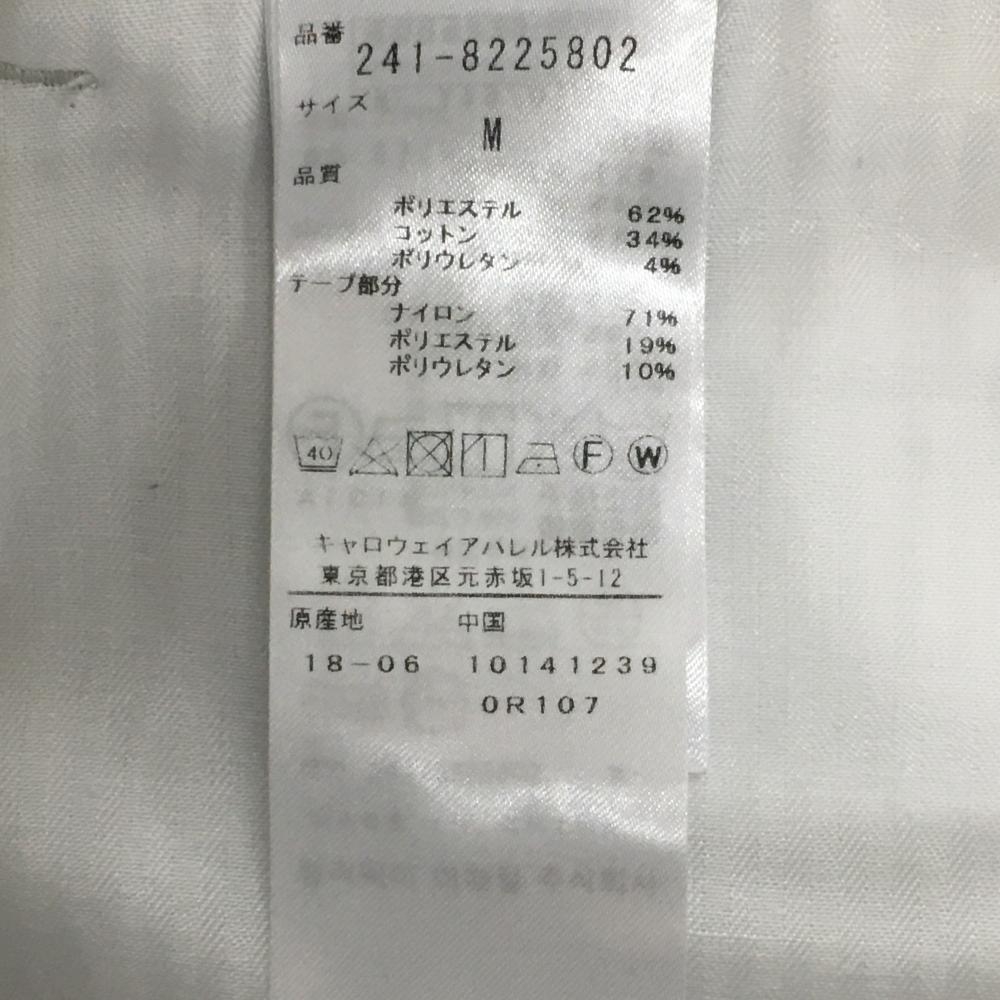 品番
241-8225802
サイズ
M
品質
ポリエステル 62%
コットン 34%
ポリウレタン 4%
テープ部分
ナイロン 71%
ポリエステル 19%
ポリウレタン 10%
40 F W
キャロウェイアパレル株式会社
東京都港区元赤坂1-5-12
原産地 中国
18-06 10141239
0R107